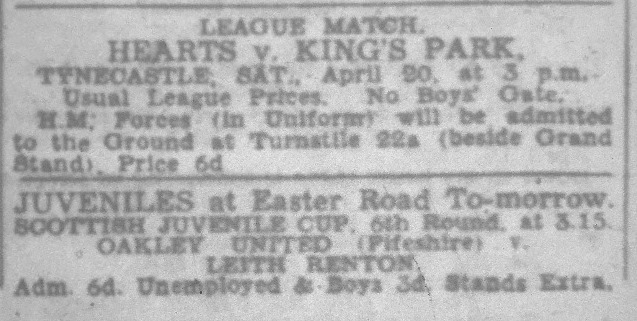 LEAGUE MATCH.
HEARTS v. KING'S PARK.
TYNECASTLE, SAT., April 20, at 3 p.m.
Usual League Prices. No Boys' Gate.
H.M. Forces (in Uniform) will be admitted
to the Ground at Turnstile 22a (beside Grand
Stand), Price 6d
JUVENILES at Easter Road To-morrow.
SCOTTISH JUVENILE CUP, 6th Round, at 3.15.
OAKLEY UNITED (Fifeshire) v.
LEITH RENTON
Adm. 6d. Unemployed & Boys 3d, Stands Extra.